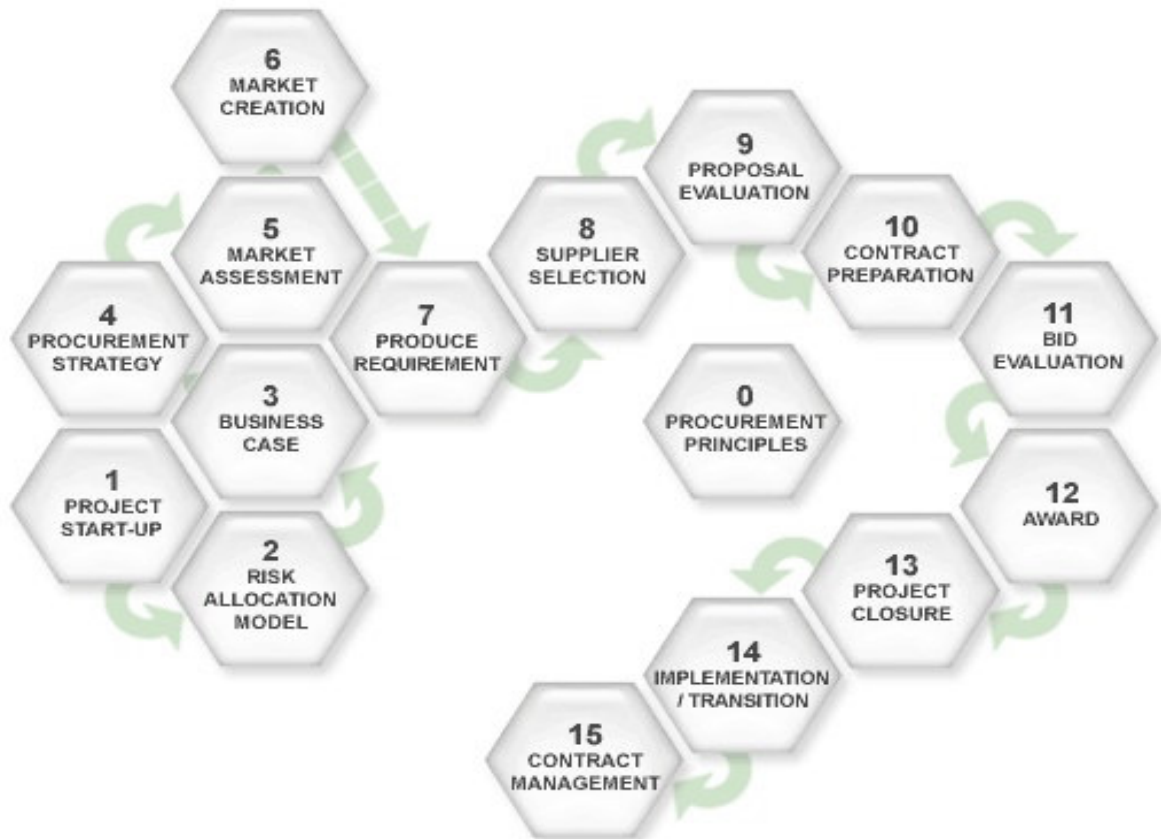 6
MARKET
CREATION
5
MARKET
ASSESSMENT
4
PROCUREMENT
STRATEGY
3
BUSINESS
CASE
1
PROJECT
START-UP
2
RISK
ALLOCATION
MODEL
7
PRODUCE
REQUIREMENT
8
SUPPLIER
SELECTION
9
PROPOSAL
EVALUATION
10
CONTRACT
PREPARATION
11
BID
EVALUATION
0
PROCUREMENT
PRINCIPLES
12
AWARD
13
PROJECT
CLOSURE
14
IMPLEMENTATION
/ TRANSITION
15
CONTRACT
MANAGEMENT